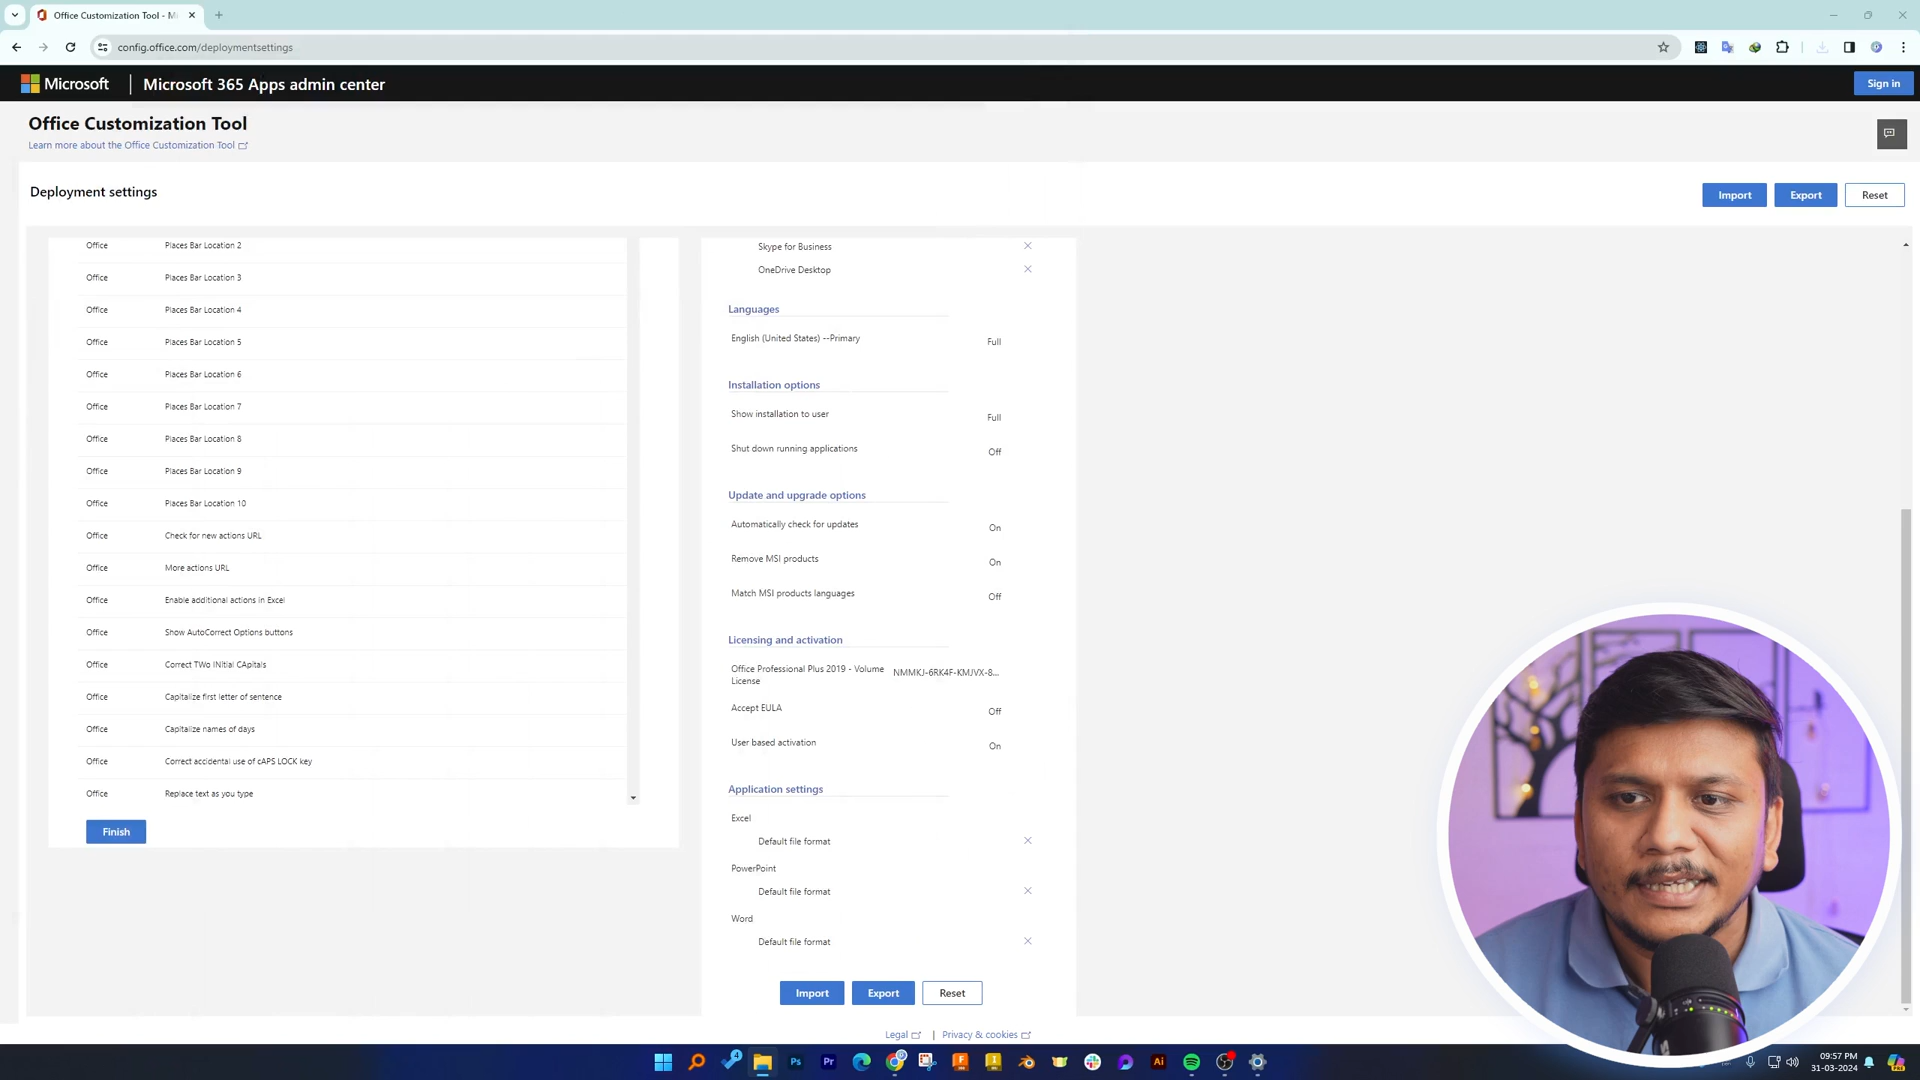 Office Customization Tool - Mi
config.office.com/deploymentsettings
Microsoft
Microsoft 365 Apps admin center
Sign in
Office Customization Tool
Learn more about the Office Customization Tool
Deployment settings
Import
Export
Reset
Office Places Bar Location 2
Office Places Bar Location 3
Office Places Bar Location 4
Office Places Bar Location 5
Office Places Bar Location 6
Office Places Bar Location 7
Office Places Bar Location 8
Office Places Bar Location 9
Office Places Bar Location 10
Office Check for new actions URL
Office More actions URL
Office Enable additional actions in Excel
Office Show AutoCorrect Options buttons
Office Correct TWo INitial CApitals
Office Capitalize first letter of sentence
Office Capitalize names of days
Office Correct accidental use of cAPS LOCK key
Office Replace text as you type
Finish
Skype for Business
OneDrive Desktop
Languages
English (United States) --Primary Full
Installation options
Show installation to user Full
Shut down running applications Off
Update and upgrade options
Automatically check for updates On
Remove MSI products On
Match MSI products languages Off
Licensing and activation
Office Professional Plus 2019 - Volume NMMKJ-6RK4F-KMJVX-8...
License
Accept EULA Off
User based activation On
Application settings
Excel
Default file format
PowerPoint
Default file format
Word
Default file format
Import
Export
Reset
Legal | Privacy & cookies
4
Ps
Pr
F
I
Ai
09:57 PM
31-03-2024